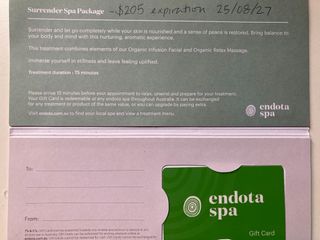 Surrender Spa Package - $205 expiration 25/08/27
Surrender and let go completely while your skin is nourished and a sense of peace is restored. Bring balance to
your body and mind with this nurturing, aromatic experience.
This treatment combines elements of our Organic Infusion Facial and Organic Relax Massage.
Immerse yourself in stillness and leave feeling uplifted.
Treatment duration - 75 minutes
Please arrive 15 minutes before your appointment to relax, unwind and prepare for your treatment.
Your Gift Card is redeemable at any endota spa throughout Australia. It can be exchanged
for any treatment or product of the same value, or you can upgrade by paying extra.
Visit endota.com.au to find your local spa and view a treatment menu.
endota
spa
To:
From:
endota
spa
Gift Card